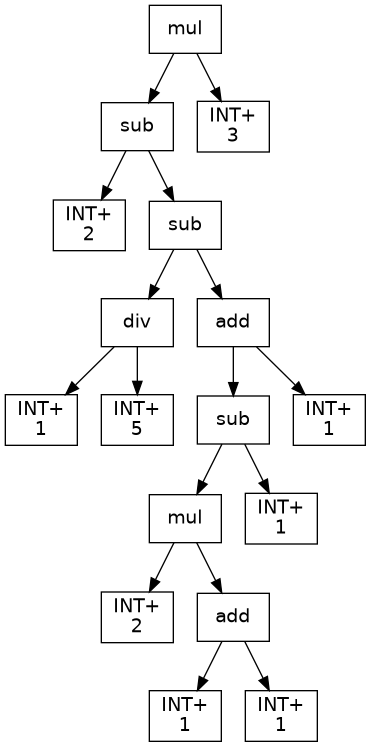 mul
sub
INT+
3
INT+
2
sub
div
add
INT+
1
INT+
5
sub
INT+
1
mul
INT+
1
INT+
2
add
INT+
1
INT+
1